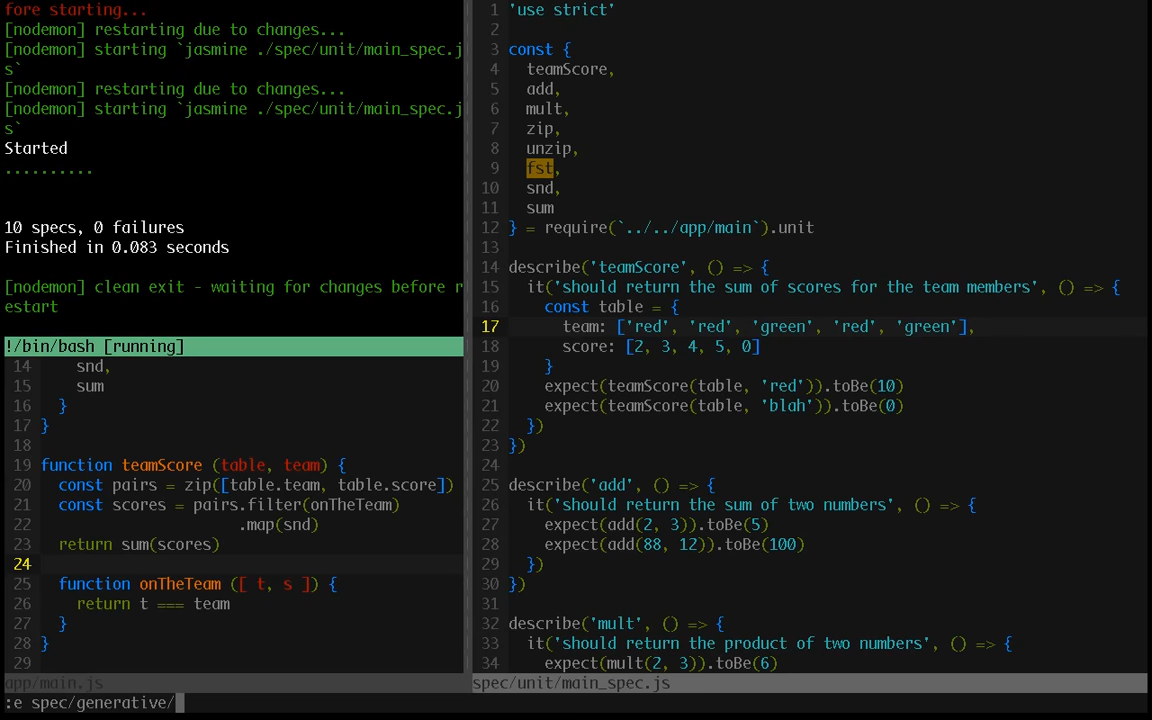 fore starting...
[nodemon] restarting due to changes...
[nodemon] starting `jasmine ./spec/unit/main_spec.j
s`
[nodemon] restarting due to changes...
[nodemon] starting `jasmine ./spec/unit/main_spec.j
s`
Started
..........
10 specs, 0 failures
Finished in 0.083 seconds
[nodemon] clean exit - waiting for changes before r
estart
!/bin/bash [running]
14     snd,
15     sum
16   }
17 }
18
19 function teamScore (table, team) {
20   const pairs = zip([table.team, table.score])
21   const scores = pairs.filter(onTheTeam)
22                       .map(snd)
23   return sum(scores)
24
25   function onTheTeam ([ t, s ]) {
26     return t === team
27   }
28 }
29
app/main.js
:e spec/generative/
1 'use strict'
2
3 const {
4   teamScore,
5   add,
6   mult,
7   zip,
8   unzip,
9   fst,
10   snd,
11   sum
12 } = require(`../../app/main`).unit
13
14 describe('teamScore', () => {
15   it('should return the sum of scores for the team members', () => {
16     const table = {
17       team: ['red', 'red', 'green', 'red', 'green'],
18       score: [2, 3, 4, 5, 0]
19     }
20     expect(teamScore(table, 'red')).toBe(10)
21     expect(teamScore(table, 'blah')).toBe(0)
22   })
23 })
24
25 describe('add', () => {
26   it('should return the sum of two numbers', () => {
27     expect(add(2, 3)).toBe(5)
28     expect(add(88, 12)).toBe(100)
29   })
30 })
31
32 describe('mult', () => {
33   it('should return the product of two numbers', () => {
34     expect(mult(2, 3)).toBe(6)
spec/unit/main_spec.js